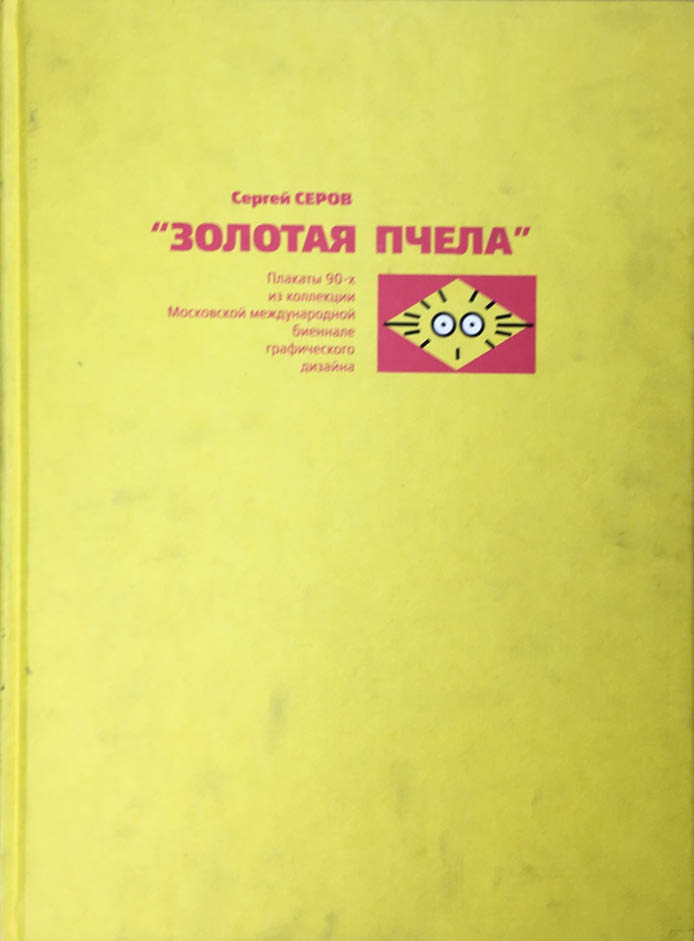 Сергей СЕРОВ
“ЗОЛОТАЯ ПЧЕЛА”
Плакаты 90-х
из коллекции
Московской международной
биеннале
графического
дизайна